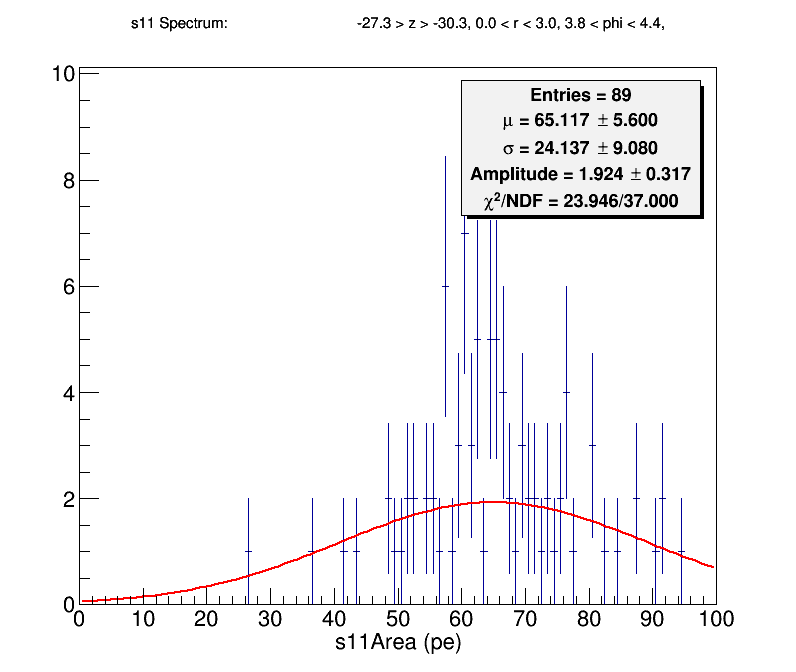 s11 Spectrum: -27.3 > z > -30.3, 0.0 < r < 3.0, 3.8 < phi < 4.4,
Entries = 89
μ = 65.117 ± 5.600
σ = 24.137 ± 9.080
Amplitude = 1.924 ± 0.317
χ²/NDF = 23.946/37.000
10
8
6
4
2
0
0 10 20 30 40 50 60 70 80 90 100
s11Area (pe)